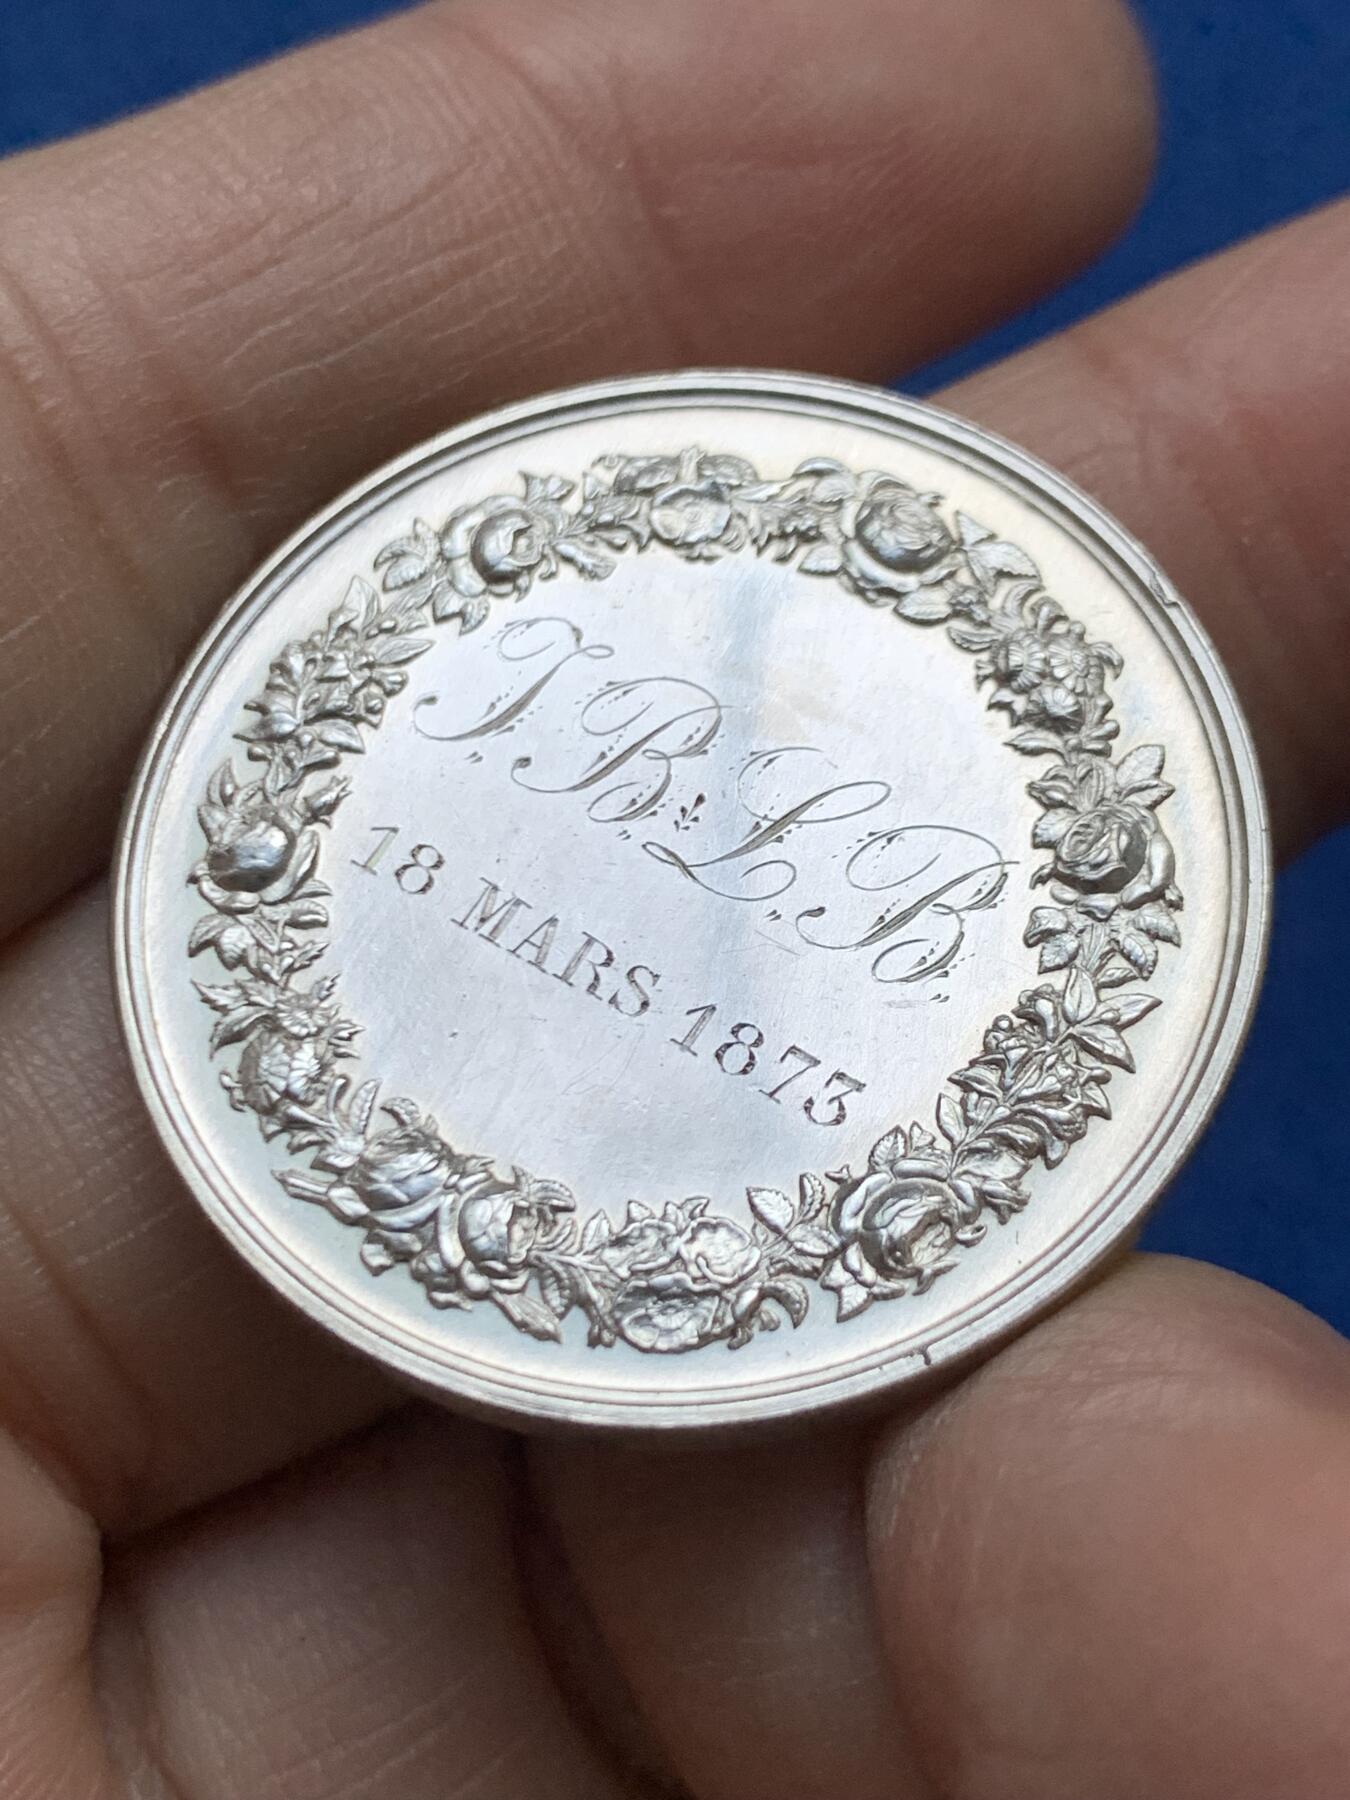 J. B. L. B.
18 MARS 1873